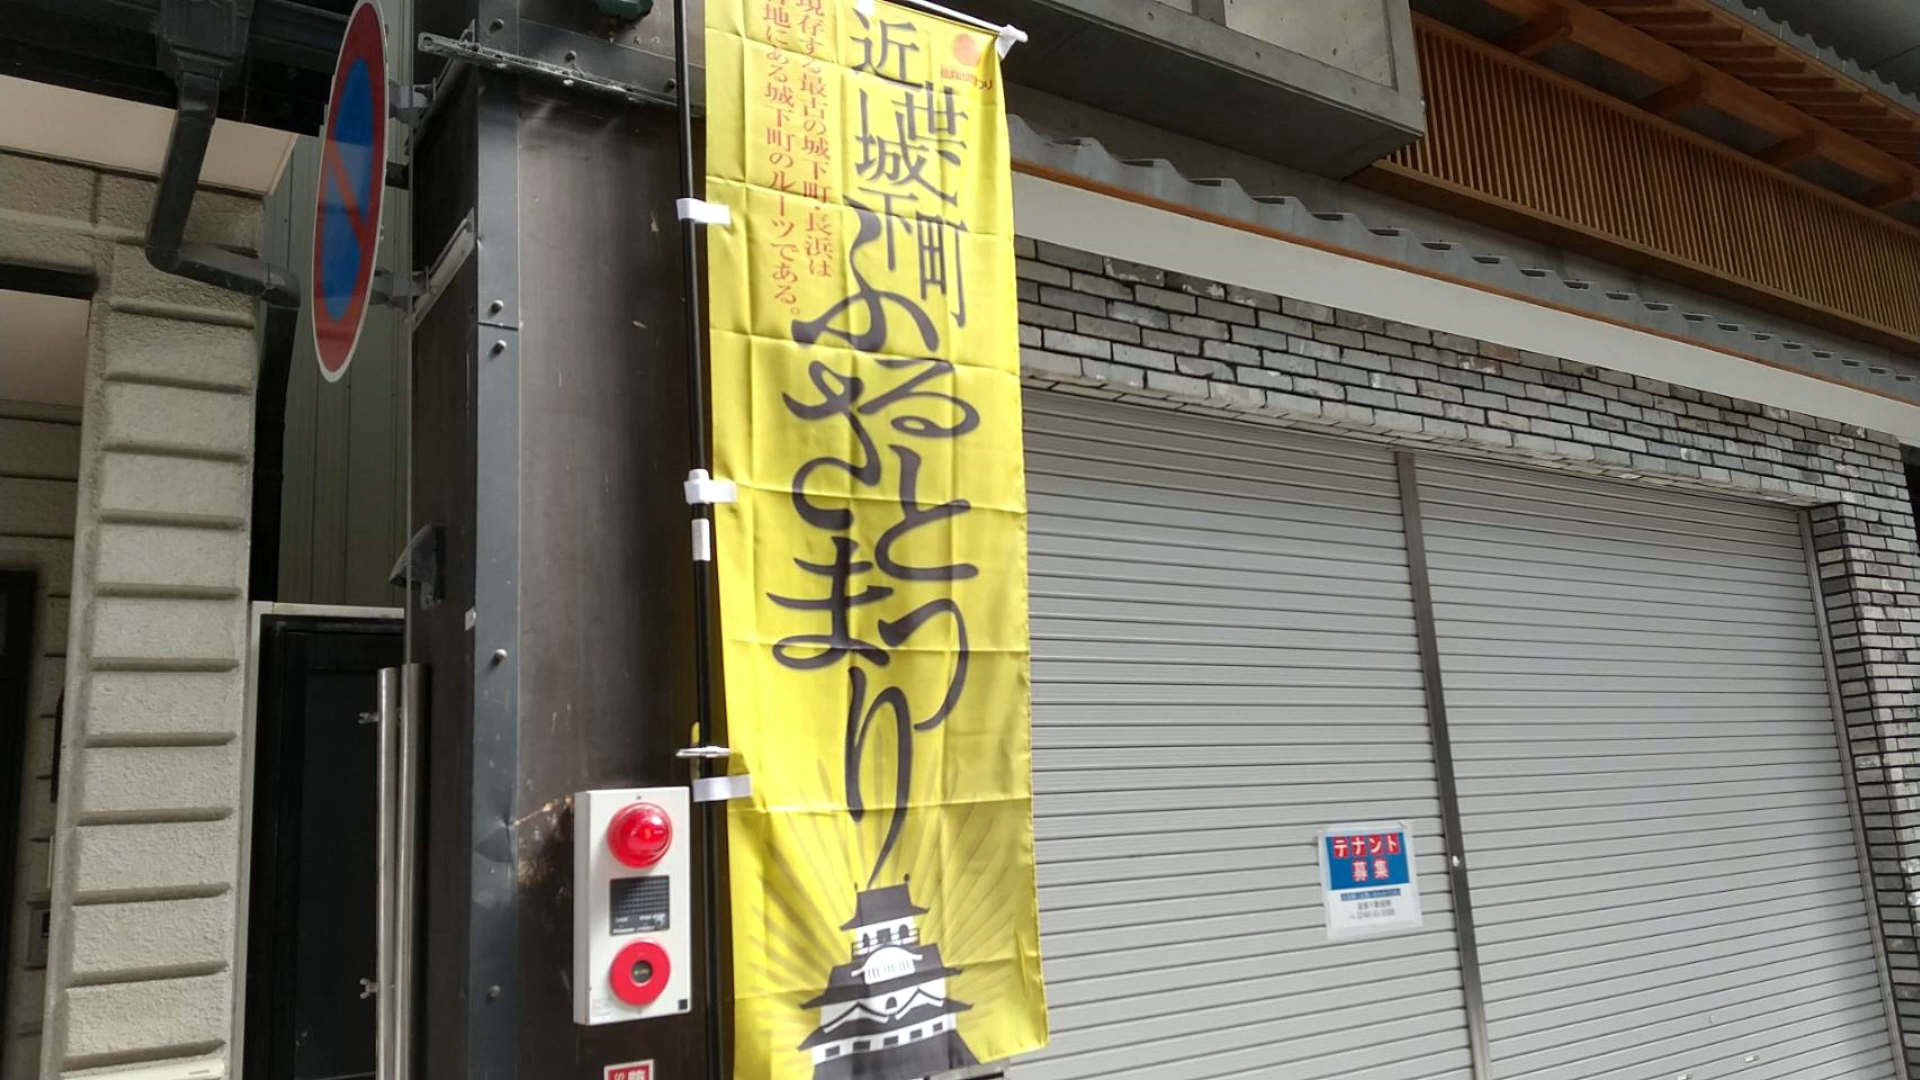 近世城下町
ふるさとまつり
現存する最古の城下町・長浜は
各地にある城下町のルーツである。
テナント
募集